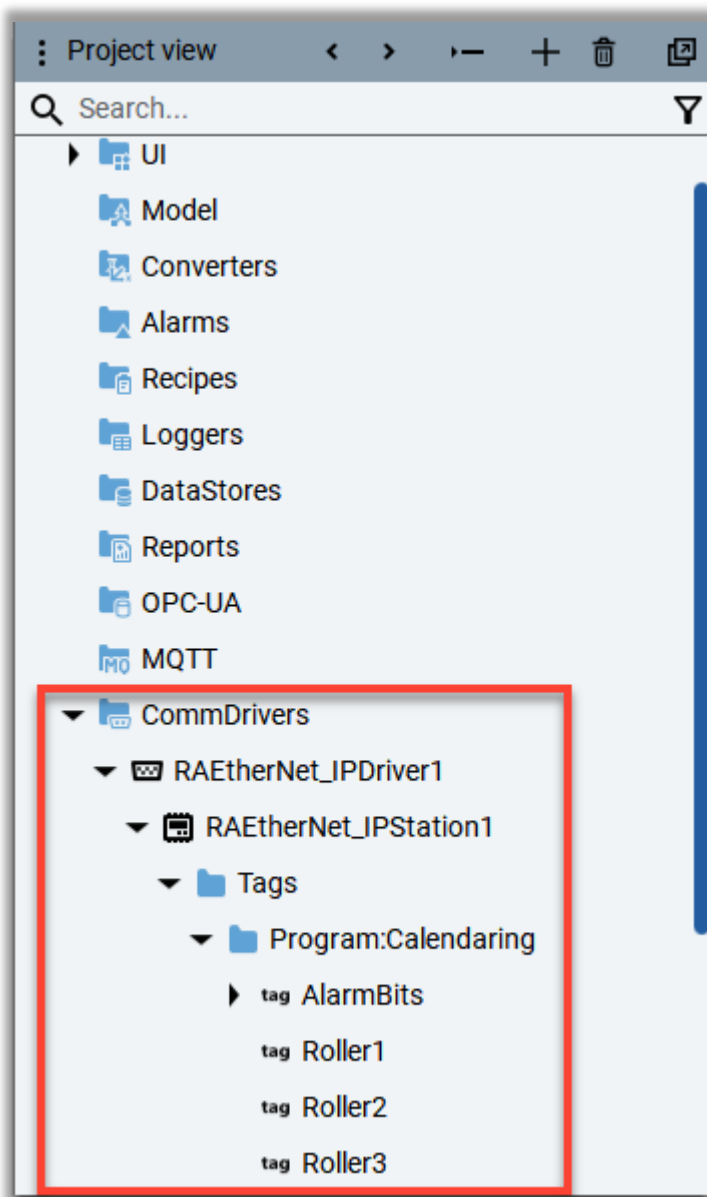 Project view
Search...
UI
Model
Converters
Alarms
Recipes
Loggers
DataStores
Reports
OPC-UA
MQ MQTT
CommDrivers
RAEtherNet_IPDriver1
RAEtherNet_IPStation1
Tags
Program:Calendaring
tag AlarmBits
tag Roller1
tag Roller2
tag Roller3